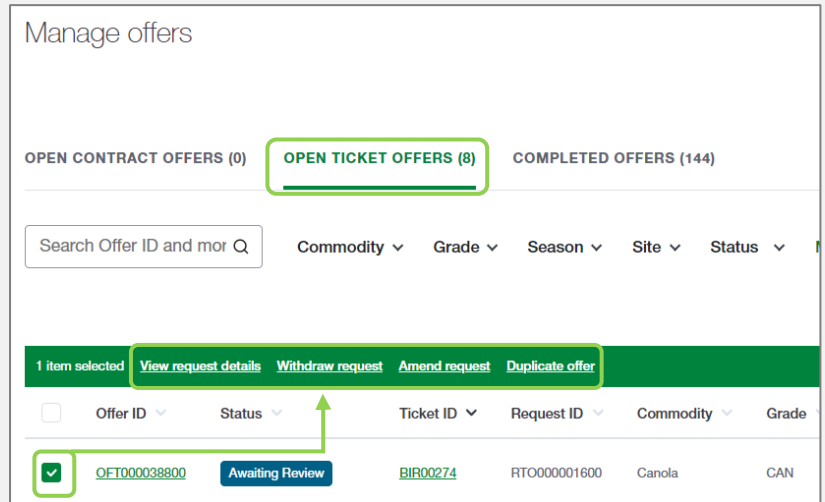 Manage offers
OPEN CONTRACT OFFERS (0) OPEN TICKET OFFERS (8) COMPLETED OFFERS (144)
Search Offer ID and mor Commodity Grade Season Site Status
1 item selected View request details Withdraw request Amend request Duplicate offer
Offer ID Status Ticket ID Request ID Commodity Grade
OFT000038800 Awaiting Review BIR00274 RTO000001600 Canola CAN